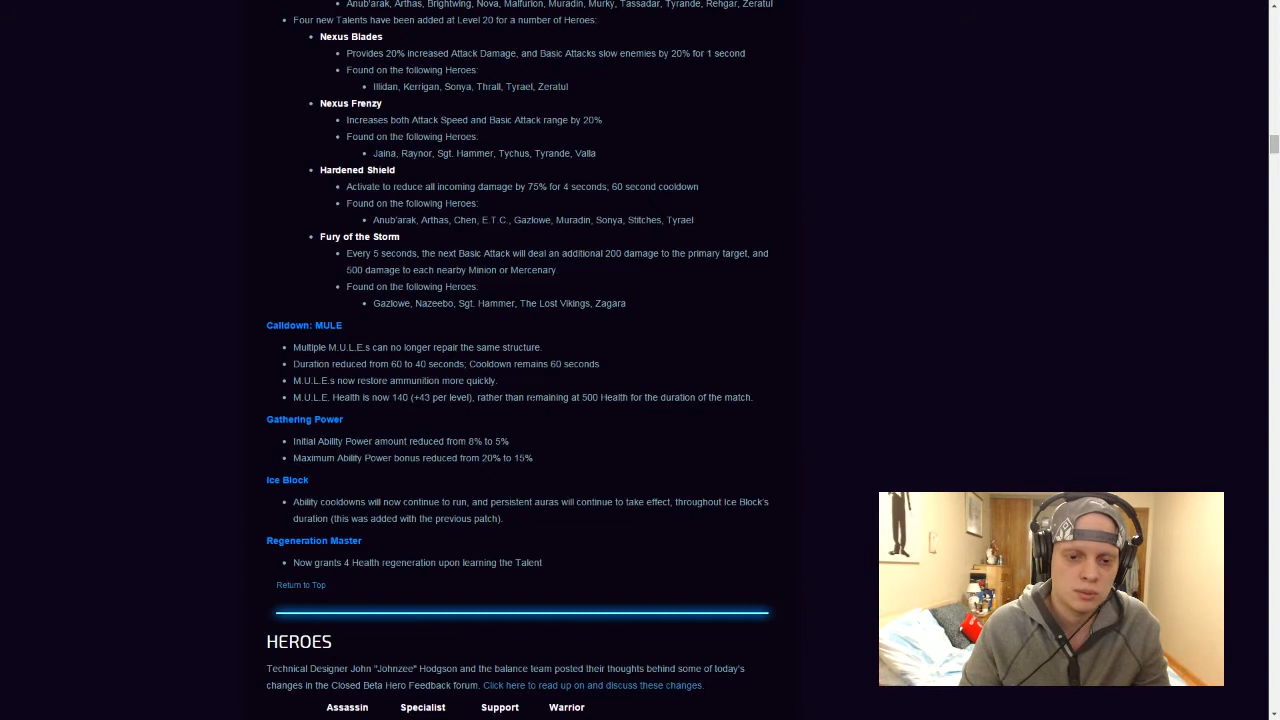 Anub'arak, Arthas, Brightwing, Nova, Malfurion, Muradin, Murky, Tassadar, Tyrande, Rehgar, Zeratul
Four new Talents have been added at Level 20 for a number of Heroes:
Nexus Blades
Provides 20% increased Attack Damage, and Basic Attacks slow enemies by 20% for 1 second
Found on the following Heroes:
Illidan, Kerrigan, Sonya, Thrall, Tyrael, Zeratul
Nexus Frenzy
Increases both Attack Speed and Basic Attack range by 20%
Found on the following Heroes:
Jaina, Raynor, Sgt. Hammer, Tychus, Tyrande, Valla
Hardened Shield
Activate to reduce all incoming damage by 75% for 4 seconds, 60 second cooldown
Found on the following Heroes:
Anub'arak, Arthas, Chen, E.T.C., Gazlowe, Muradin, Sonya, Stitches, Tyrael
Fury of the Storm
Every 5 seconds, the next Basic Attack will deal an additional 200 damage to the primary target, and
500 damage to each nearby Minion or Mercenary.
Found on the following Heroes:
Gazlowe, Nazeebo, Sgt. Hammer, The Lost Vikings, Zagara
Calldown: MULE
Multiple M.U.L.E.s can no longer repair the same structure.
Duration reduced from 60 to 40 seconds; Cooldown remains 60 seconds
M.U.L.E.s now restore ammunition more quickly.
M.U.L.E. Health is now 140 (+43 per level), rather than remaining at 500 Health for the duration of the match.
Gathering Power
Initial Ability Power amount reduced from 8% to 5%
Maximum Ability Power bonus reduced from 20% to 15%
Ice Block
Ability cooldowns will now continue to run, and persistent auras will continue to take effect, throughout Ice Block's
duration (this was added with the previous patch).
Regeneration Master
Now grants 4 Health regeneration upon learning the Talent
Return to Top
HEROES
Technical Designer John "Johnzee" Hodgson and the balance team posted their thoughts behind some of today's
changes in the Closed Beta Hero Feedback forum. Click here to read up on and discuss these changes.
Assassin Specialist Support Warrior